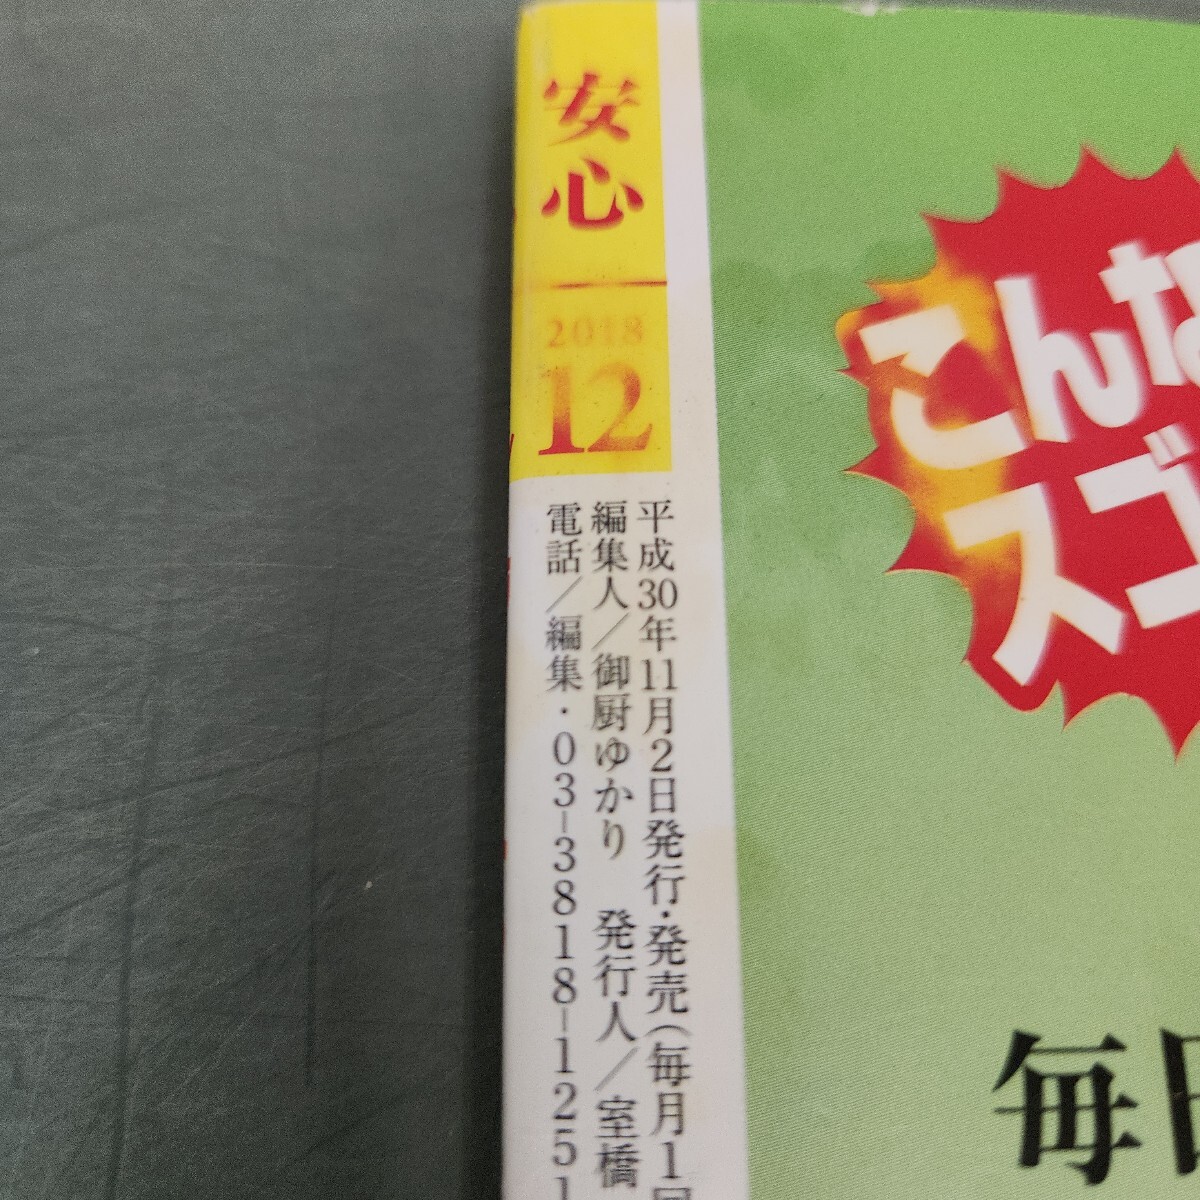 安心
2018
12
平成30年11月2日発行・発売(毎月1回
編集人/御厨ゆかり 発行人/室橋
電話/編集・03-3818-1251
こんな
スゴ
毎日